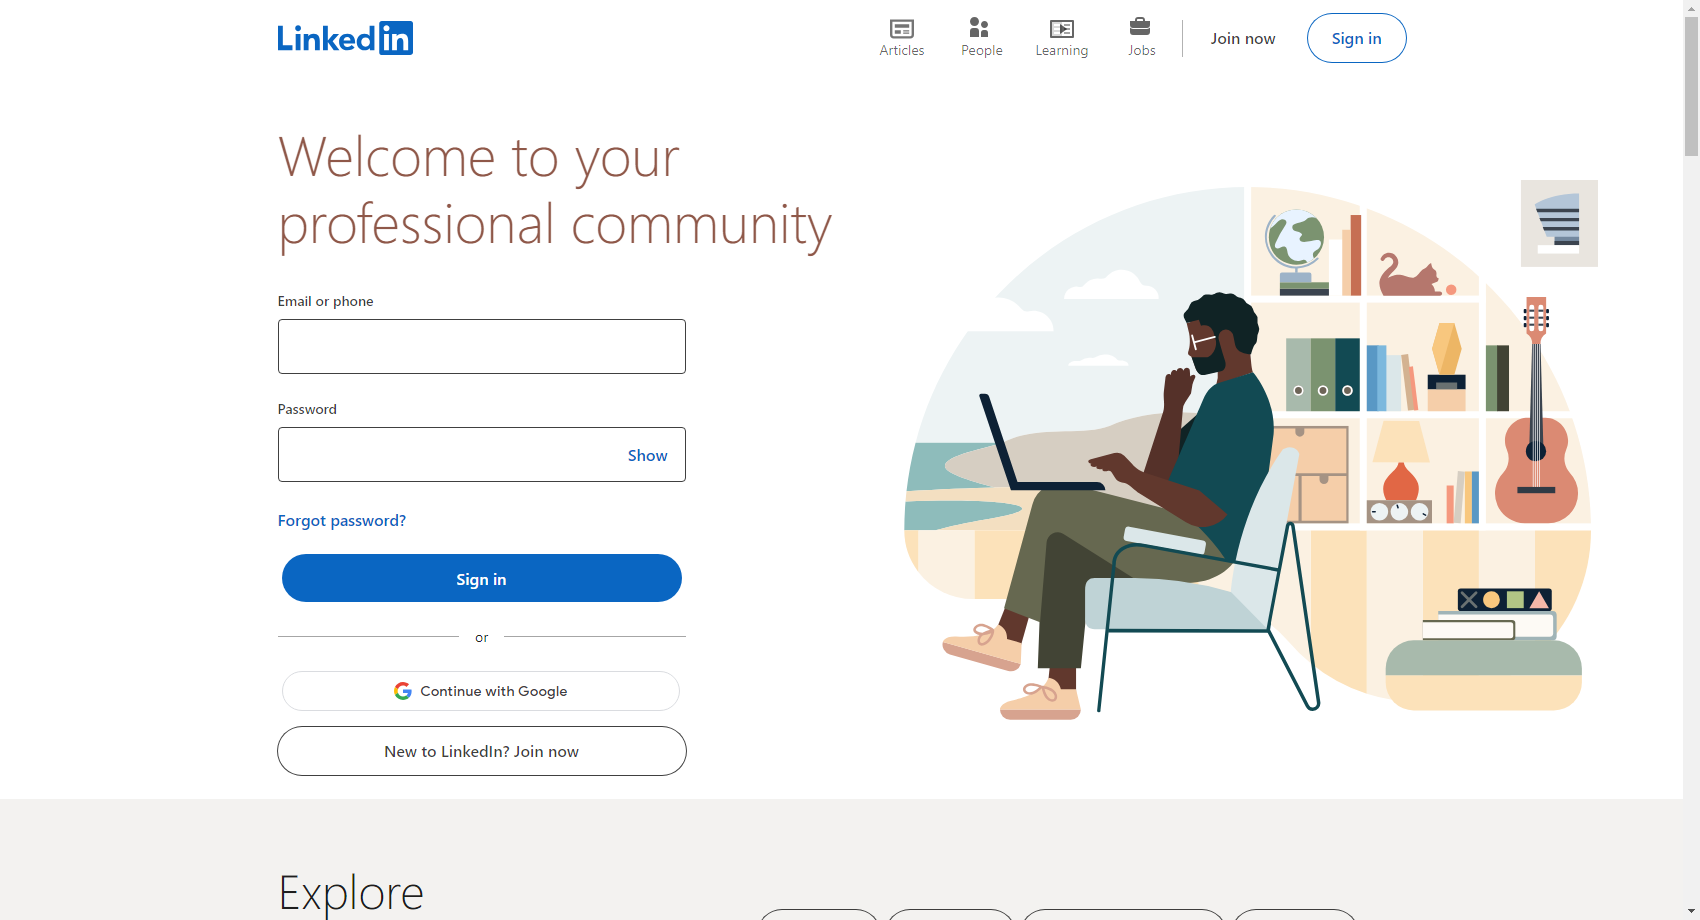 LinkedIn
Articles
People
Learning
Jobs
Join now
Sign in
Welcome to your
professional community
Email or phone
Password
Show
Forgot password?
Sign in
or
Continue with Google
New to LinkedIn? Join now
Explore